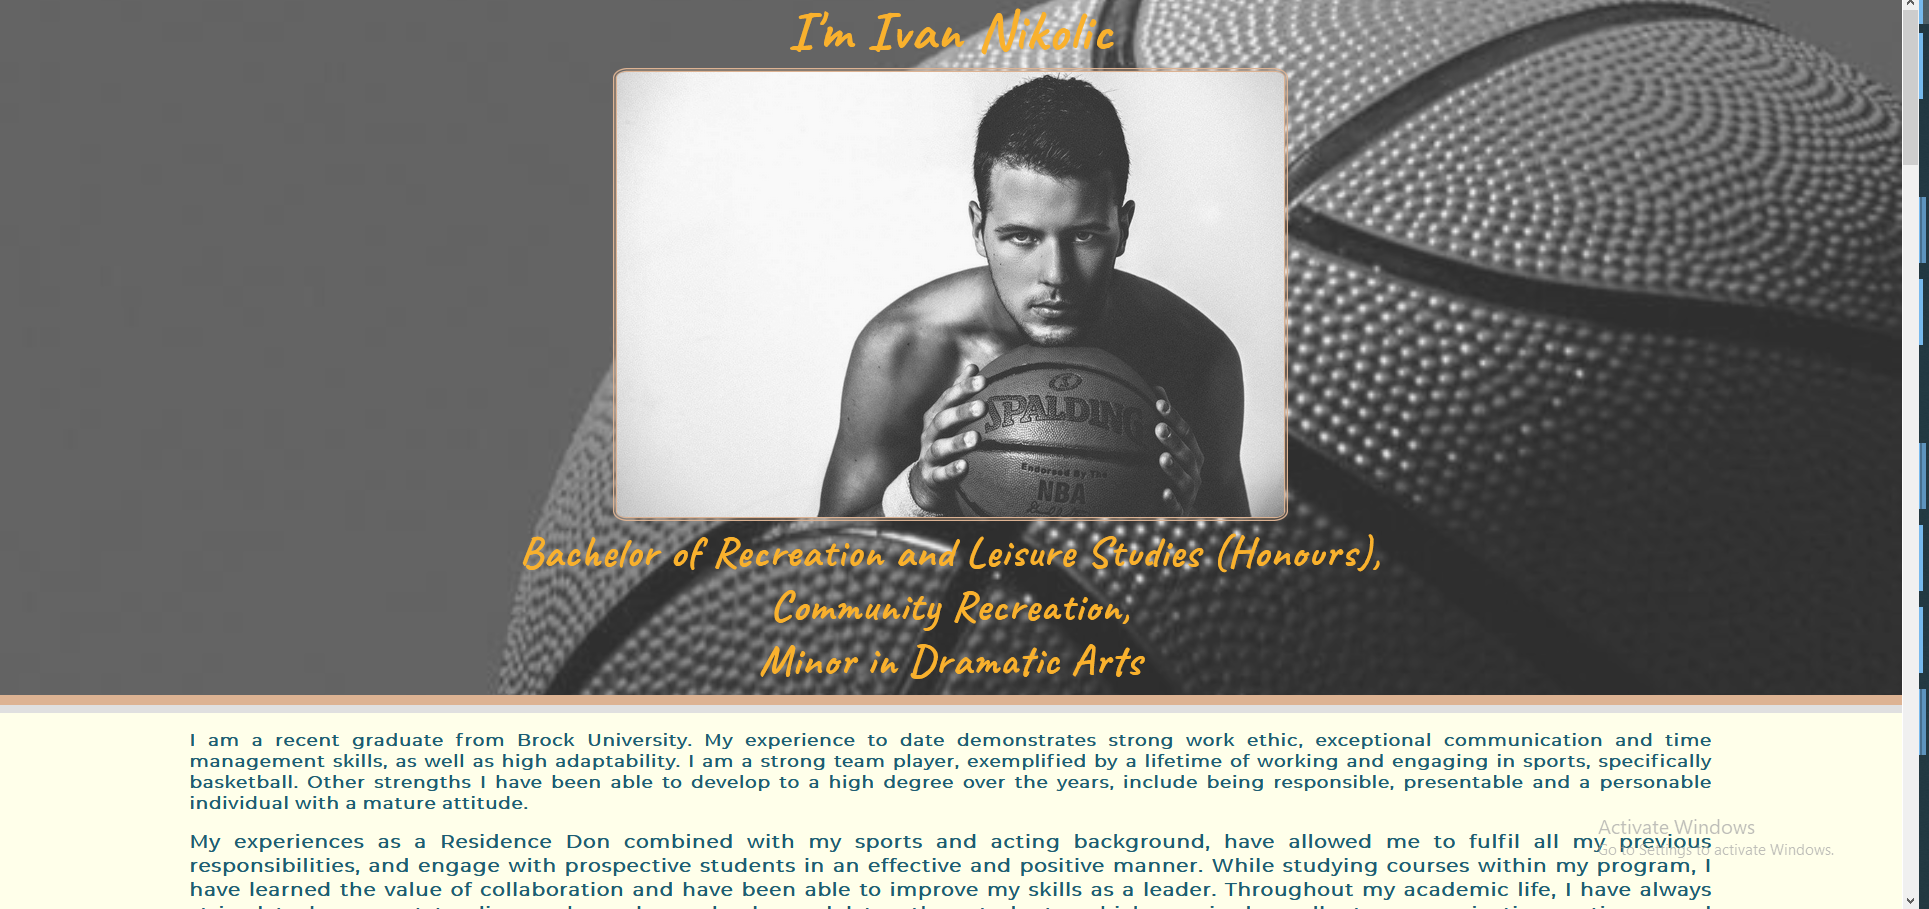 I'm Ivan Nikolic
SPALDING
Endorsed By The
NBA
Bachelor of Recreation and Leisure Studies (Honours),
Community Recreation,
Minor in Dramatic Arts
I am a recent graduate from Brock University. My experience to date demonstrates strong work ethic, exceptional communication and time
management skills, as well as high adaptability. I am a strong team player, exemplified by a lifetime of working and engaging in sports, specifically
basketball. Other strengths I have been able to develop to a high degree over the years, include being responsible, presentable and a personable
individual with a mature attitude.
My experiences as a Residence Don combined with my sports and acting background, have allowed me to fulfil all my previous
responsibilities, and engage with prospective students in an effective and positive manner. While studying courses within my program, I
have learned the value of collaboration and have been able to improve my skills as a leader. Throughout my academic life, I have always
Activate Windows
Go to Settings to activate Windows.